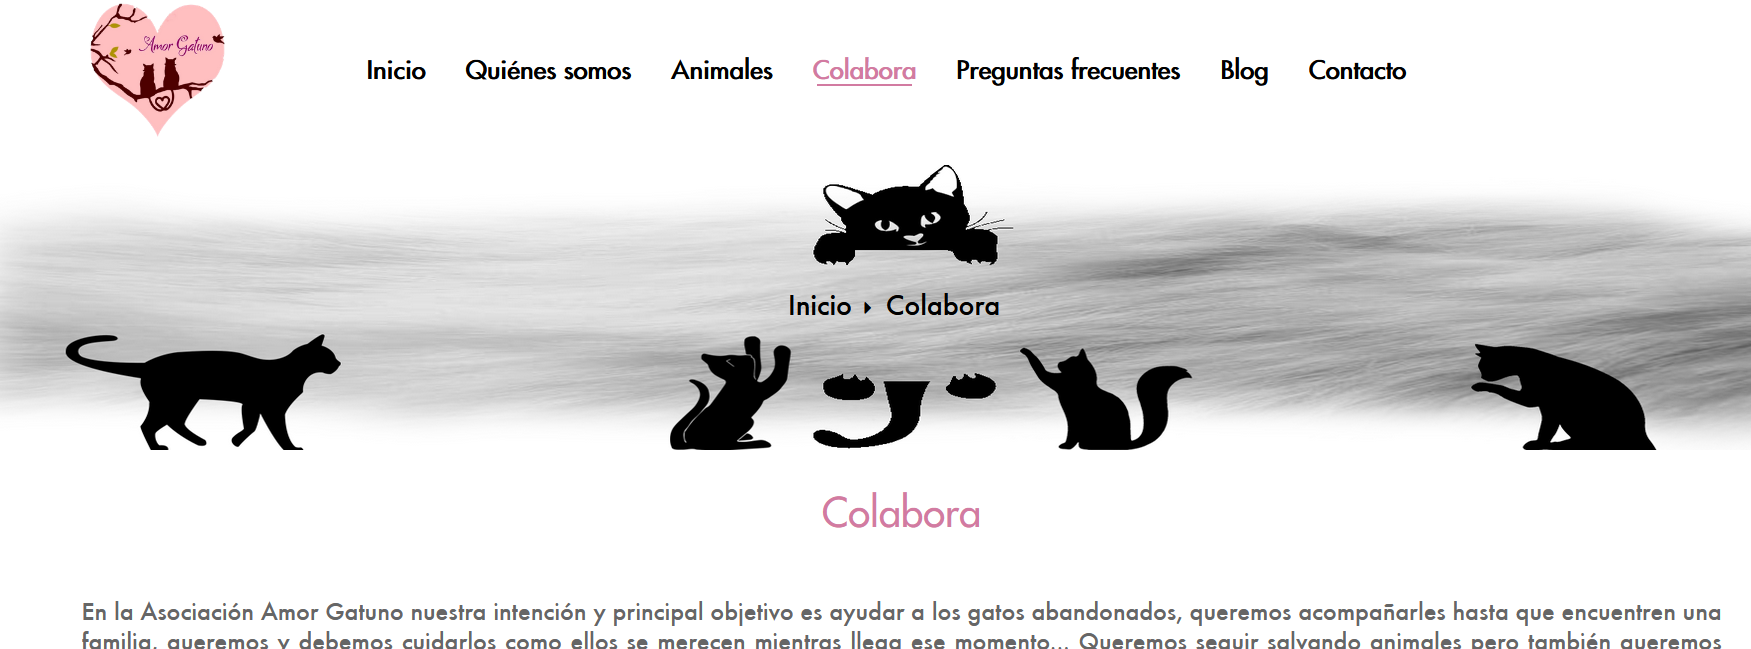 Amor Gatuno
Inicio Quiénes somos Animales Colabora Preguntas frecuentes Blog Contacto
Inicio Colabora
Colabora
En la Asociación Amor Gatuno nuestra intención y principal objetivo es ayudar a los gatos abandonados, queremos acompañarles hasta que encuentren una
familia, queremos y debemos cuidarlos como ellos se merecen mientras llega ese momento... Queremos seguir salvando animales pero también queremos